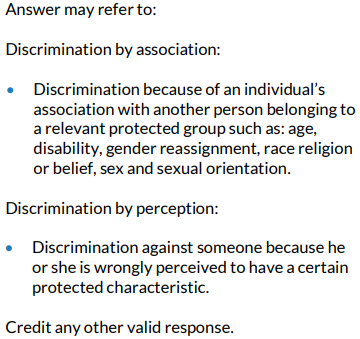 Answer may refer to:
Discrimination by association:
• Discrimination because of an individual's
association with another person belonging to
a relevant protected group such as: age,
disability, gender reassignment, race religion
or belief, sex and sexual orientation.
Discrimination by perception:
• Discrimination against someone because he
or she is wrongly perceived to have a certain
protected characteristic.
Credit any other valid response.